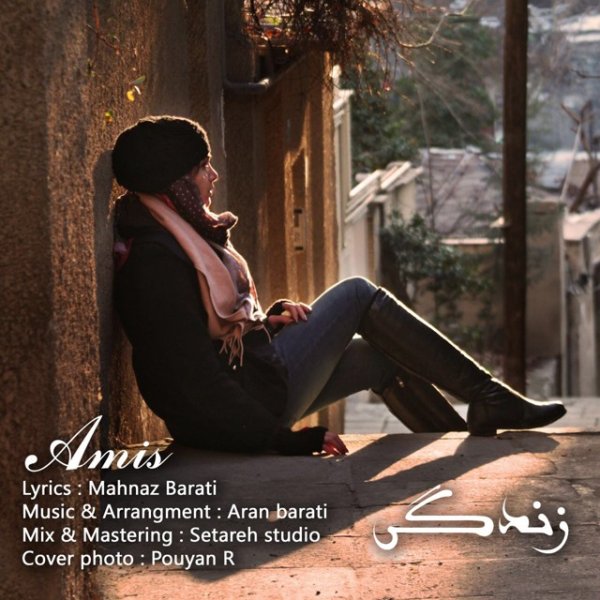 Amis
Lyrics : Mahnaz Barati
Music & Arrangment : Aran barati
Mix & Mastering : Setareh studio
Cover photo : Pouyan R
زندگی